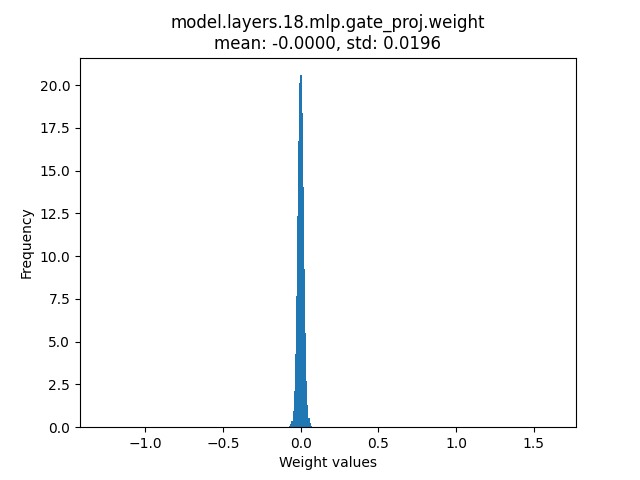 model.layers.18.mlp.gate_proj.weight
mean: -0.0000, std: 0.0196
20.0
17.5
15.0
12.5
10.0
7.5
5.0
2.5
0.0
Frequency
−1.0 −0.5 0.0 0.5 1.0 1.5
Weight values